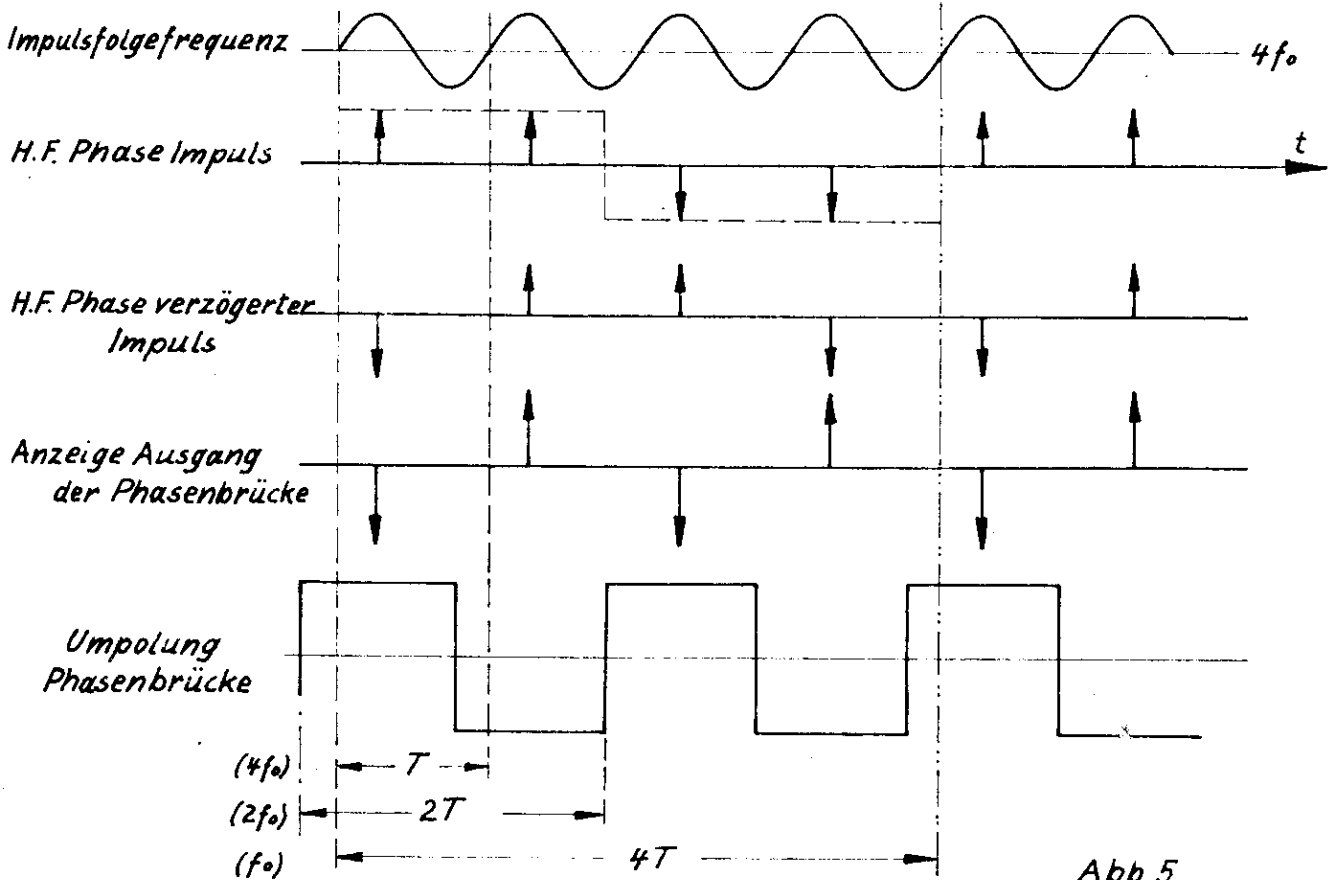 Impulsfolgefrequenz
4f₀
H.F. Phase Impuls
t
H.F. Phase verzögerter
Impuls
Anzeige Ausgang
der Phasenbrücke
Umpolung
Phasenbrücke
(4f₀) T
(2f₀) 2T
(f₀) 4T
Abb 5